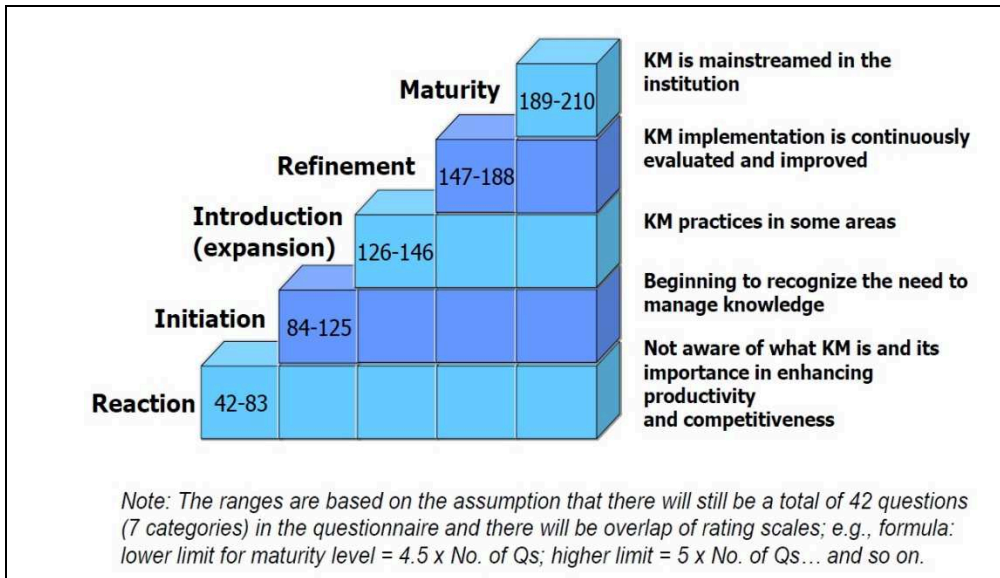 KM is mainstreamed in the
institution
Maturity
189-210
KM implementation is continuously
evaluated and improved
Refinement
147-188
Introduction
(expansion)
126-146
KM practices in some areas
Initiation
84-125
Beginning to recognize the need to
manage knowledge
Reaction
42-83
Not aware of what KM is and its
importance in enhancing
productivity
and competitiveness
Note: The ranges are based on the assumption that there will still be a total of 42 questions
(7 categories) in the questionnaire and there will be overlap of rating scales; e.g., formula:
lower limit for maturity level = 4.5 x No. of Qs; higher limit = 5 x No. of Qs… and so on.